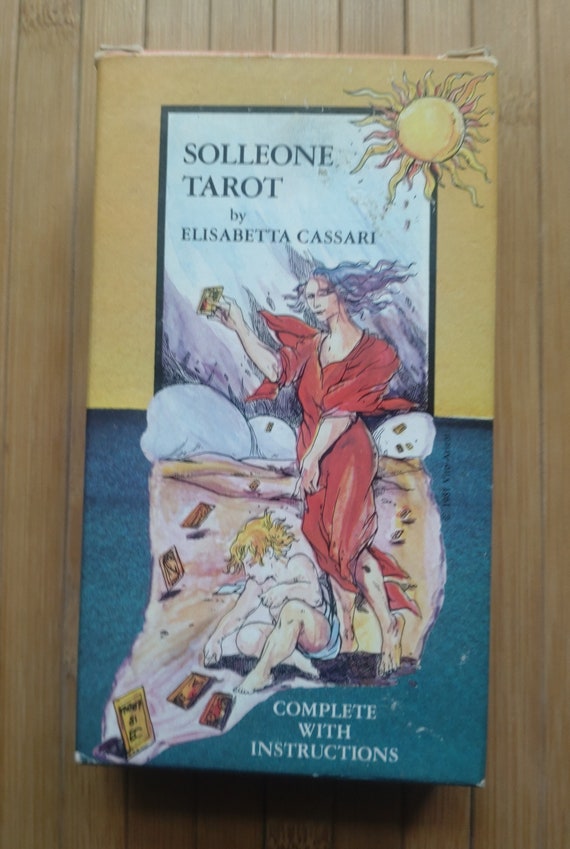 SOLLEONE
TAROT
by
ELISABETTA CASSARI
COMPLETE
WITH
INSTRUCTIONS